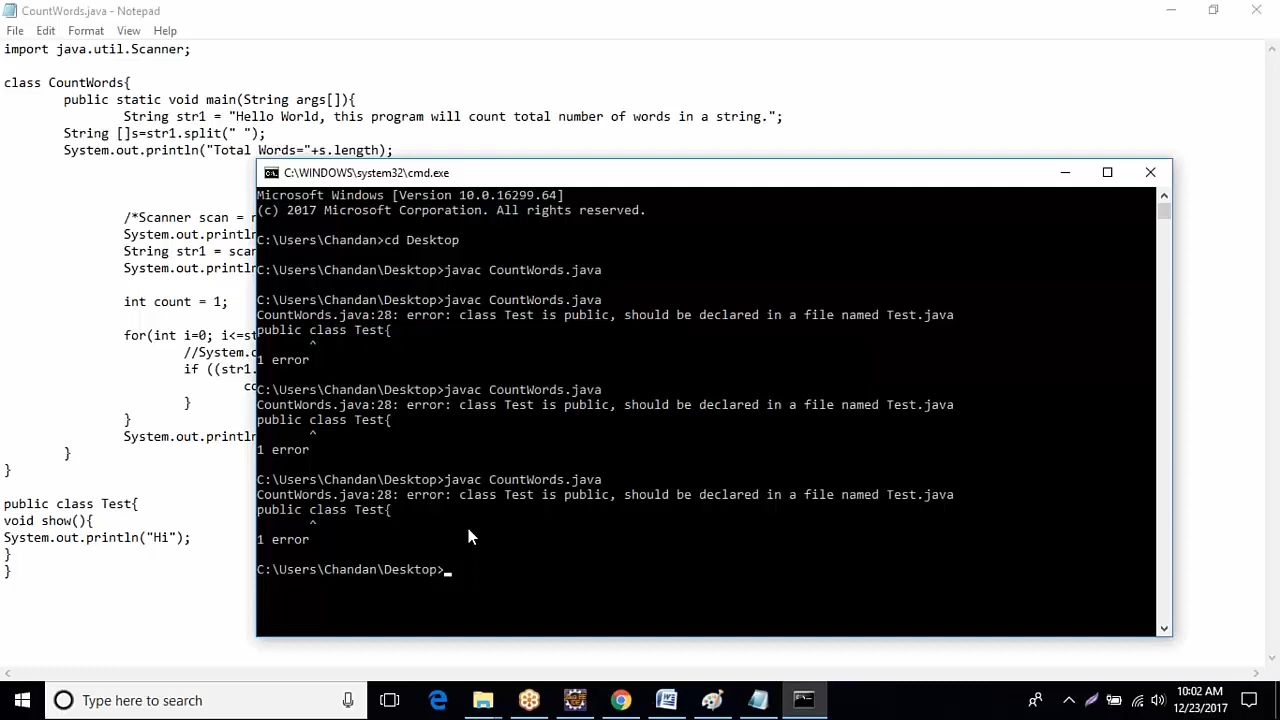 CountWords.java - Notepad
File Edit Format View Help
import java.util.Scanner;
class CountWords{
public static void main(String args[]){
String str1 = "Hello World, this program will count total number of words in a string.";
String []s=str1.split(" ");
System.out.println("Total Words="+s.length);
/*Scanner scan =
System.out.println
String str1 =
System.out.println
int count = 1;
for(int i=0;
//System.
if ((str1.
}
}
System.out.println
}
}
public class Test{
void show(){
System.out.println("Hi");
}
}
C:\WINDOWS\system32\cmd.exe
Microsoft Windows [Version 10.0.16299.64]
(c) 2017 Microsoft Corporation. All rights reserved.
C:\Users\Chandan>cd Desktop
C:\Users\Chandan\Desktop>javac CountWords.java
C:\Users\Chandan\Desktop>javac CountWords.java
CountWords.java:28: error: class Test is public, should be declared in a file named Test.java
public class Test{
^
1 error
C:\Users\Chandan\Desktop>javac CountWords.java
CountWords.java:28: error: class Test is public, should be declared in a file named Test.java
public class Test{
^
1 error
C:\Users\Chandan\Desktop>javac CountWords.java
CountWords.java:28: error: class Test is public, should be declared in a file named Test.java
public class Test{
^
1 error
C:\Users\Chandan\Desktop>
Type here to search
10:02 AM
12/23/2017